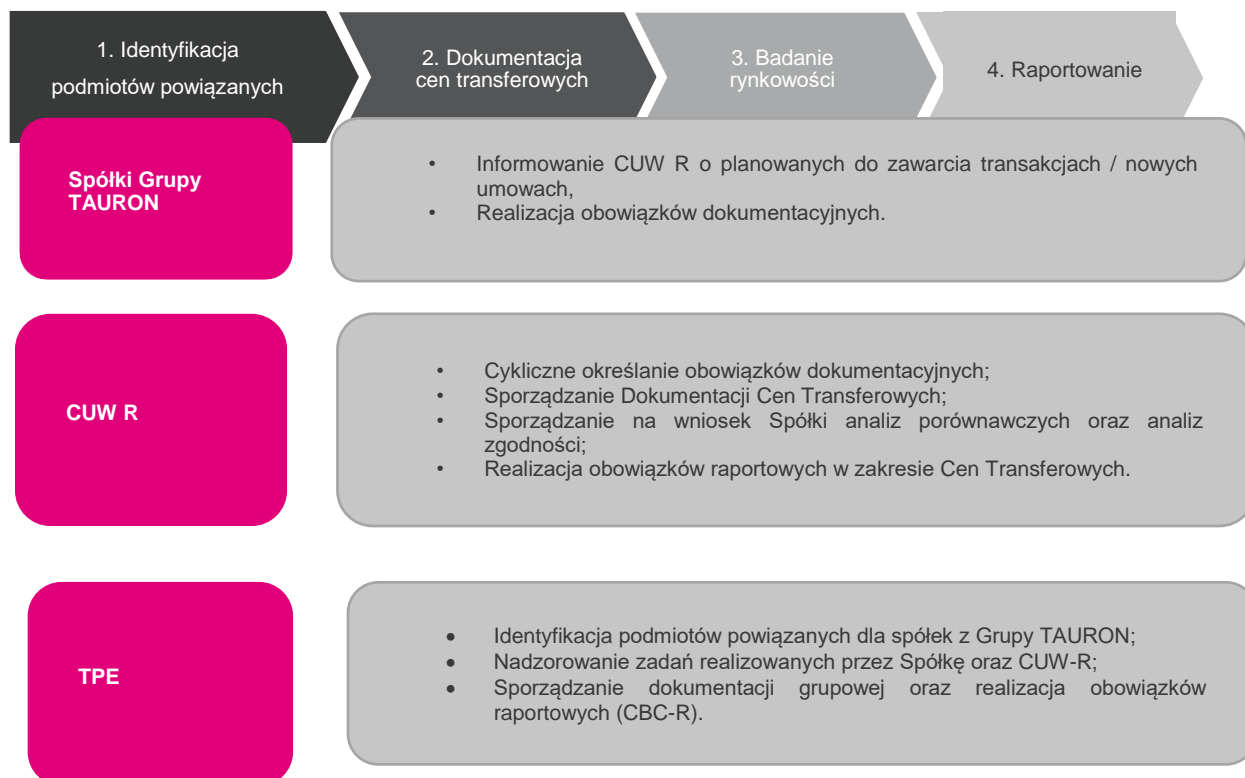 1. Identyfikacja
podmiotów powiązanych
2. Dokumentacja
cen transferowych
3. Badanie
rynkowości
4. Raportowanie
Spółki Grupy
TAURON
• Informowanie CUW R o planowanych do zawarcia transakcjach / nowych
umowach,
• Realizacja obowiązków dokumentacyjnych.
CUW R
• Cykliczne określanie obowiązków dokumentacyjnych;
• Sporządzanie Dokumentacji Cen Transferowych;
• Sporządzanie na wniosek Spółki analiz porównawczych oraz analiz
zgodności;
• Realizacja obowiązków raportowych w zakresie Cen Transferowych.
TPE
• Identyfikacja podmiotów powiązanych dla spółek z Grupy TAURON;
• Nadzorowanie zadań realizowanych przez Spółkę oraz CUW-R;
• Sporządzanie dokumentacji grupowej oraz realizacja obowiązków
raportowych (CBC-R).